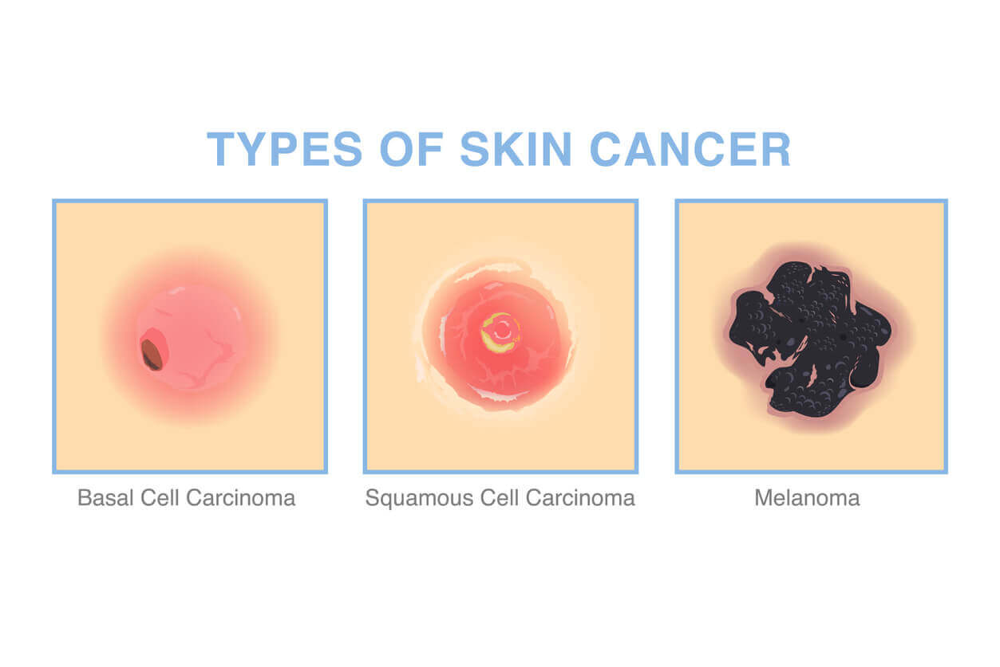 TYPES OF SKIN CANCER
Basal Cell Carcinoma
Squamous Cell Carcinoma
Melanoma